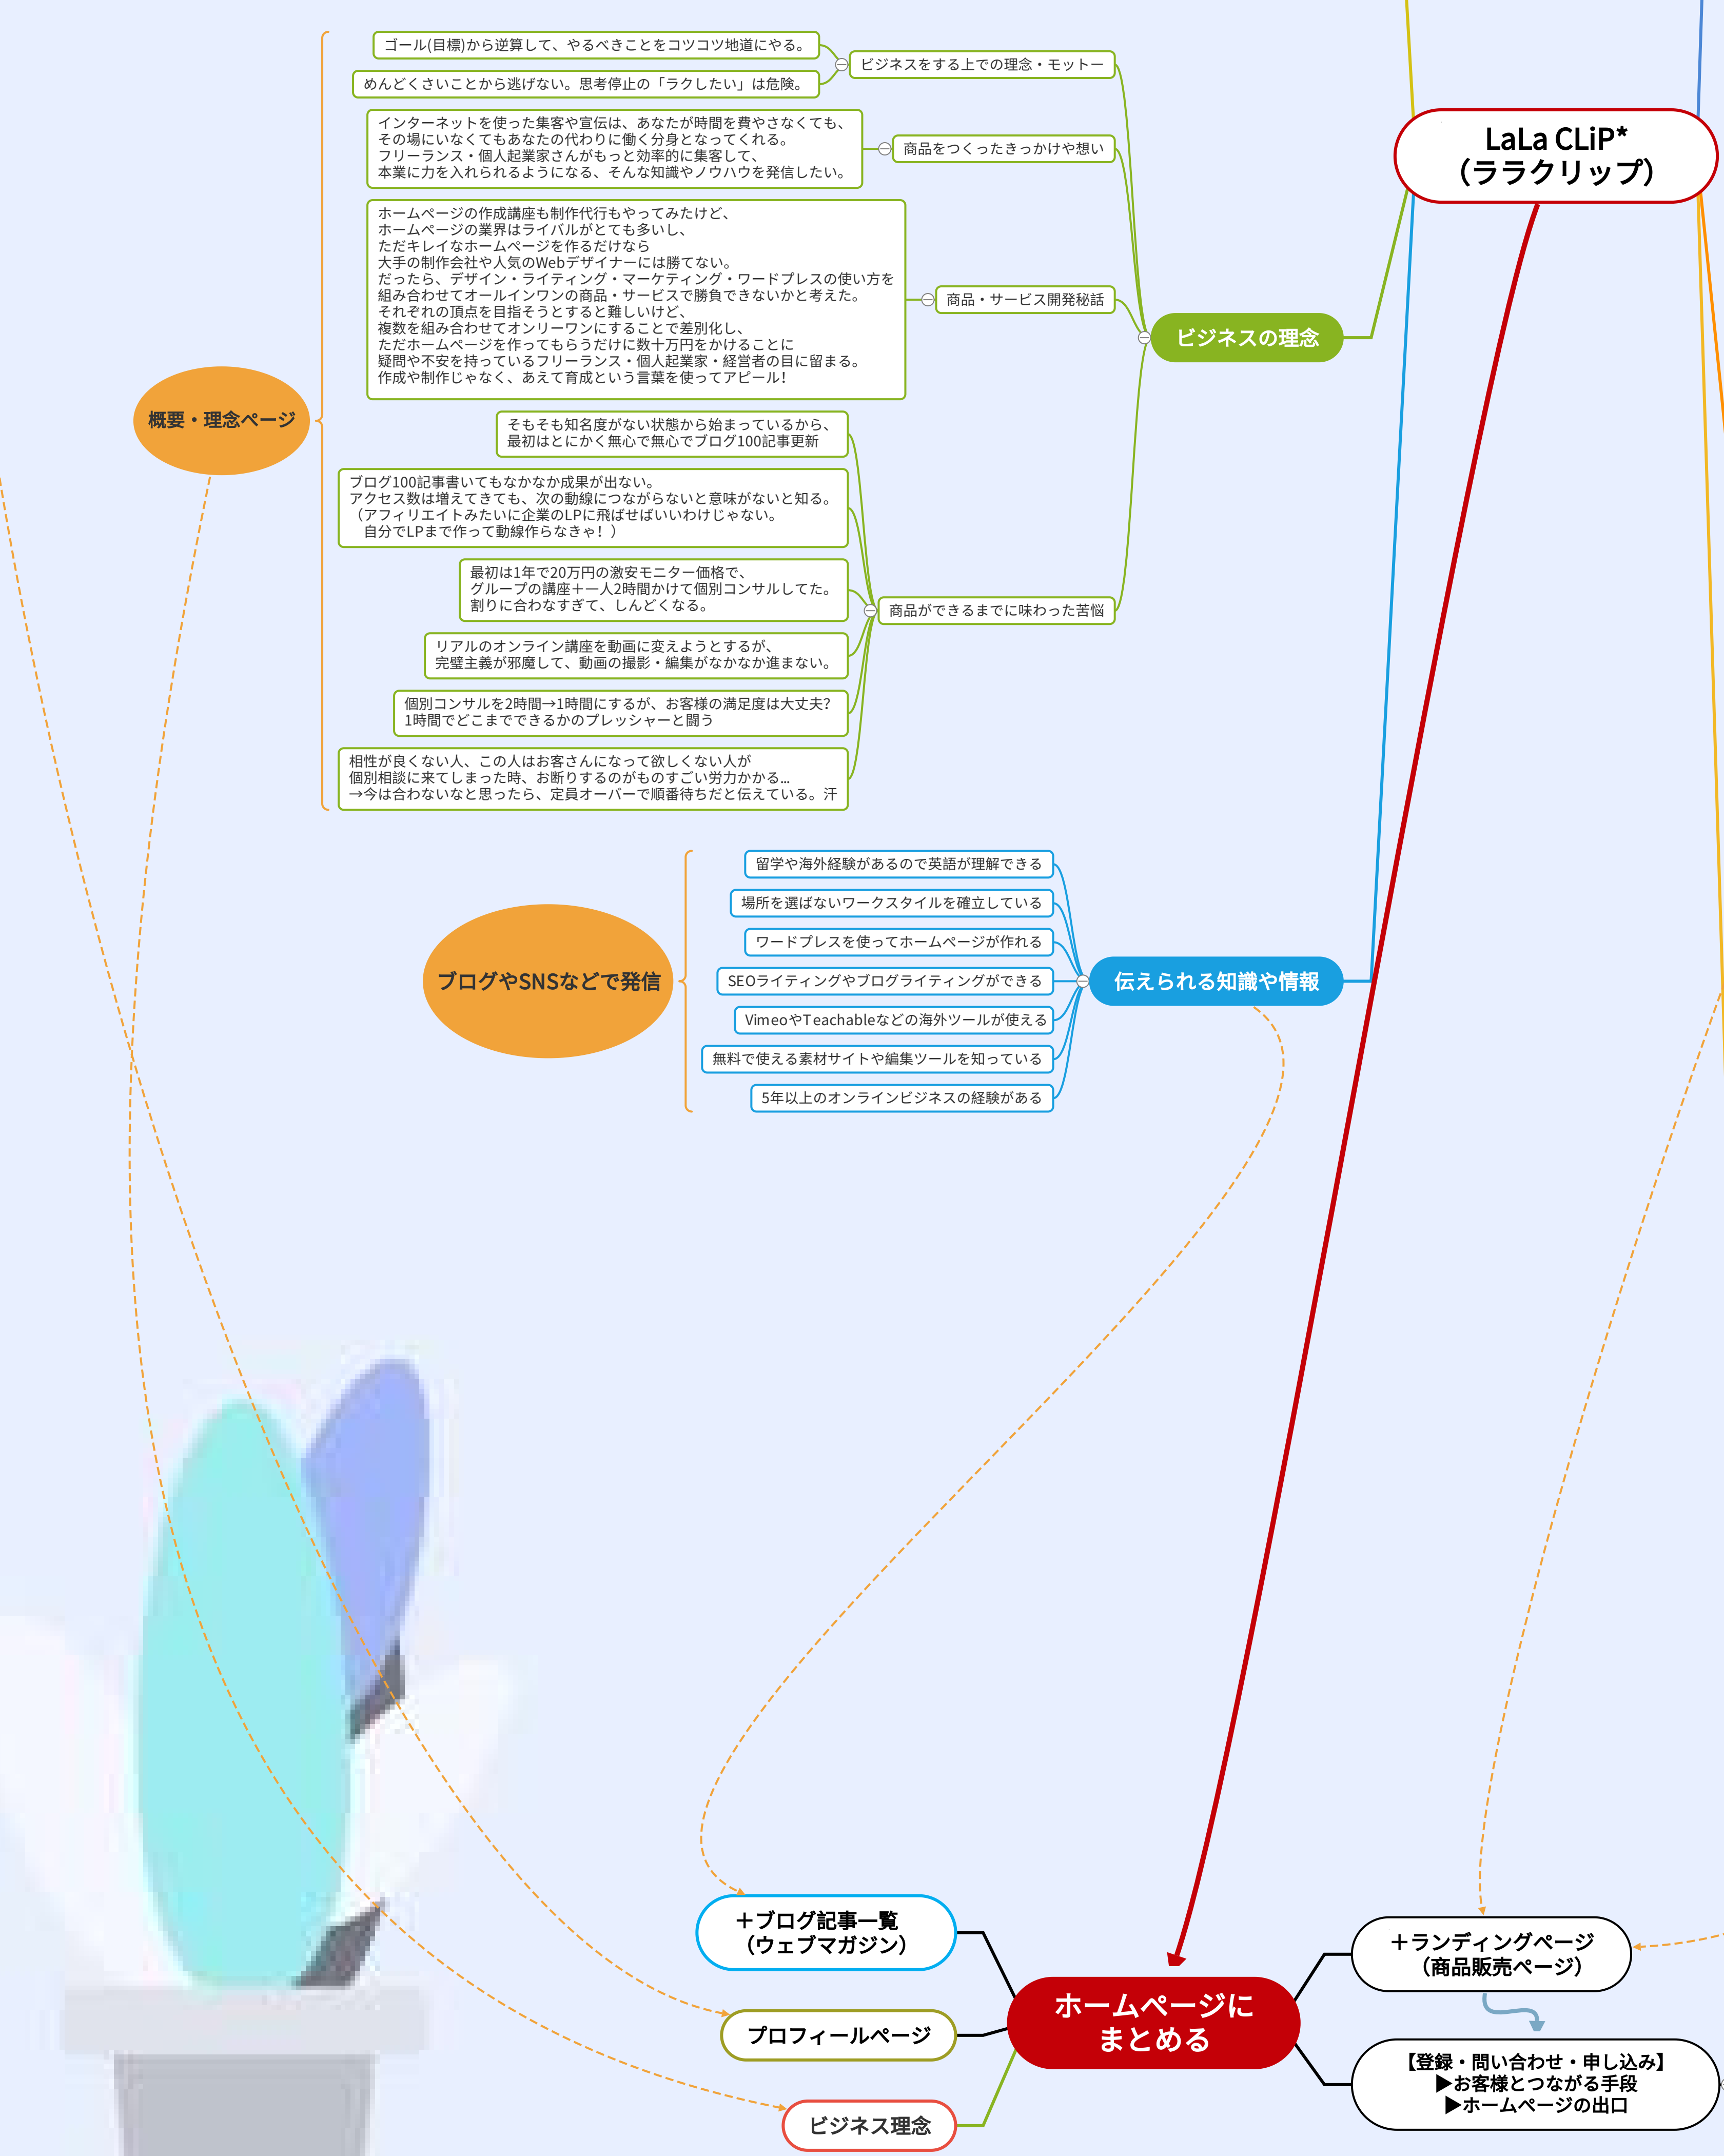 LaLa CLiP*
（ララクリップ）
ビジネスの理念
ビジネスをする上での理念・モットー
ゴール(目標)から逆算して、やるべきことをコツコツ地道にやる。
めんどくさいことから逃げない。思考停止の「ラクしたい」は危険。
商品をつくったきっかけや想い
インターネットを使った集客や宣伝は、あなたが時間を費やさなくても、
その場にいなくてもあなたの代わりに働く分身となってくれる。
フリーランス・個人起業家さんがもっと効率的に集客して、
本業に力を入れられるようになる、そんな知識やノウハウを発信したい。
商品・サービス開発秘話
ホームページの作成講座も制作代行もやってみたけど、
ホームページの業界はライバルがとても多いし、
ただキレイなホームページを作るだけなら
大手の制作会社や人気のWebデザイナーには勝てない。
だったら、デザイン・ライティング・マーケティング・ワードプレスの使い方を
組み合わせてオールインワンの商品・サービスで勝負できないかと考えた。
それぞれの頂点を目指そうとすると難しいけど、
複数を組み合わせてオンリーワンにすることで差別化し、
ただホームページを作ってもらうだけに数十万円をかけることに
疑問や不安を持っているフリーランス・個人起業家・経営者の目に留まる。
作成や制作じゃなく、あえて育成という言葉を使ってアピール！
商品ができるまでに味わった苦悩
そもそも知名度がない状態から始まっているから、
最初はとにかく無心で無心でブログ100記事更新
ブログ100記事書いてもなかなか成果が出ない。
アクセス数は増えてきても、次の動線につながらないと意味がないと知る。
（アフィリエイトみたいに企業のLPに飛ばせばいいわけじゃない。
自分でLPまで作って動線作らなきゃ！）
最初は1年で20万円の激安モニター価格で、
グループの講座＋一人2時間かけて個別コンサルしてた。
割りに合わなすぎて、しんどくなる。
リアルのオンライン講座を動画に変えようとするが、
完璧主義が邪魔して、動画の撮影・編集がなかなか進まない。
個別コンサルを2時間→1時間にするが、お客様の満足度は大丈夫？
1時間でどこまでできるかのプレッシャーと闘う
相性が良くない人、この人はお客さんになって欲しくない人が
個別相談に来てしまった時、お断りするのがものすごい労力かかる...
→今は合わないなと思ったら、定員オーバーで順番待ちだと伝えている。汗
概要・理念ページ
伝えられる知識や情報
留学や海外経験があるので英語が理解できる
場所を選ばないワークスタイルを確立している
ワードプレスを使ってホームページが作れる
SEOライティングやブログライティングができる
VimeoやTeachableなどの海外ツールが使える
無料で使える素材サイトや編集ツールを知っている
5年以上のオンラインビジネスの経験がある
ブログやSNSなどで発信
ホームページに
まとめる
＋ブログ記事一覧
（ウェブマガジン）
プロフィールページ
ビジネス理念
＋ランディングページ
（商品販売ページ）
【登録・問い合わせ・申し込み】
▶お客様とつながる手段
▶ホームページの出口